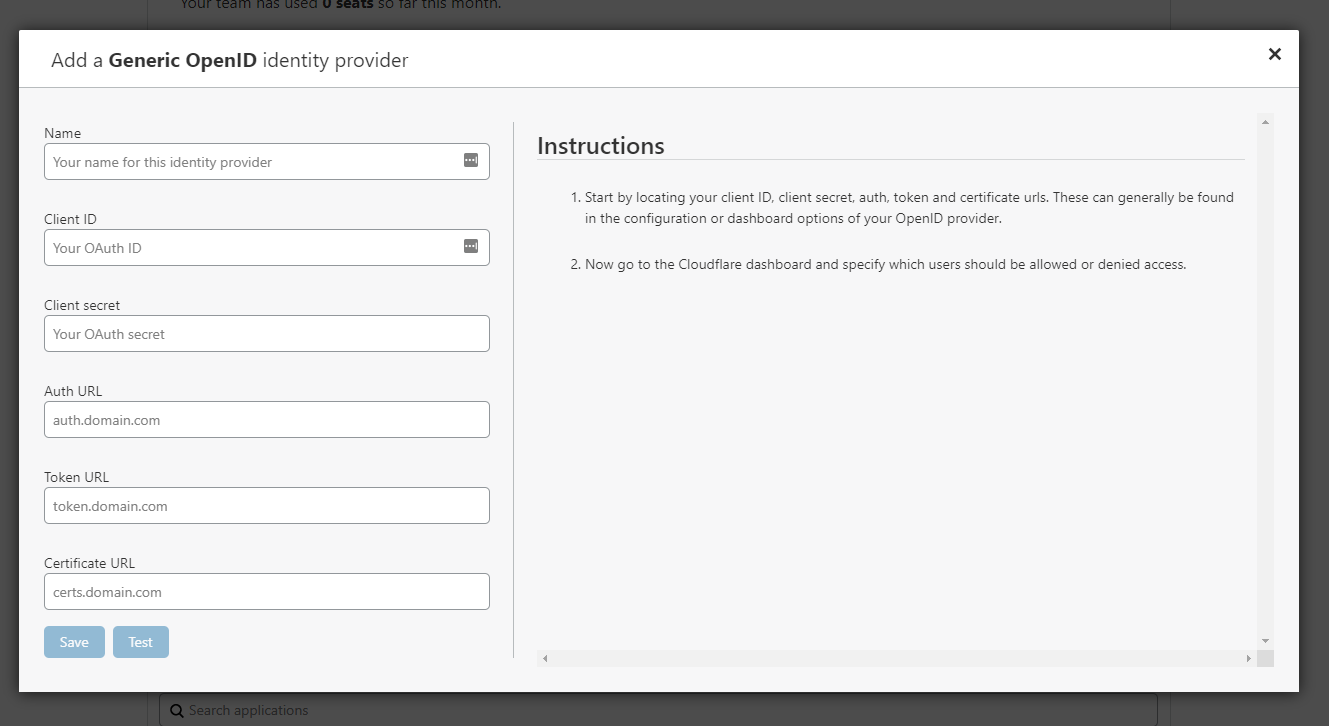 Your team has used 0 seats so far this month.
Add a Generic OpenID identity provider
Name
Your name for this identity provider
Client ID
Your OAuth ID
Client secret
Your OAuth secret
Auth URL
auth.domain.com
Token URL
token.domain.com
Certificate URL
certs.domain.com
Save Test
Instructions
1. Start by locating your client ID, client secret, auth, token and certificate urls. These can generally be found
in the configuration or dashboard options of your OpenID provider.
2. Now go to the Cloudflare dashboard and specify which users should be allowed or denied access.
Search applications